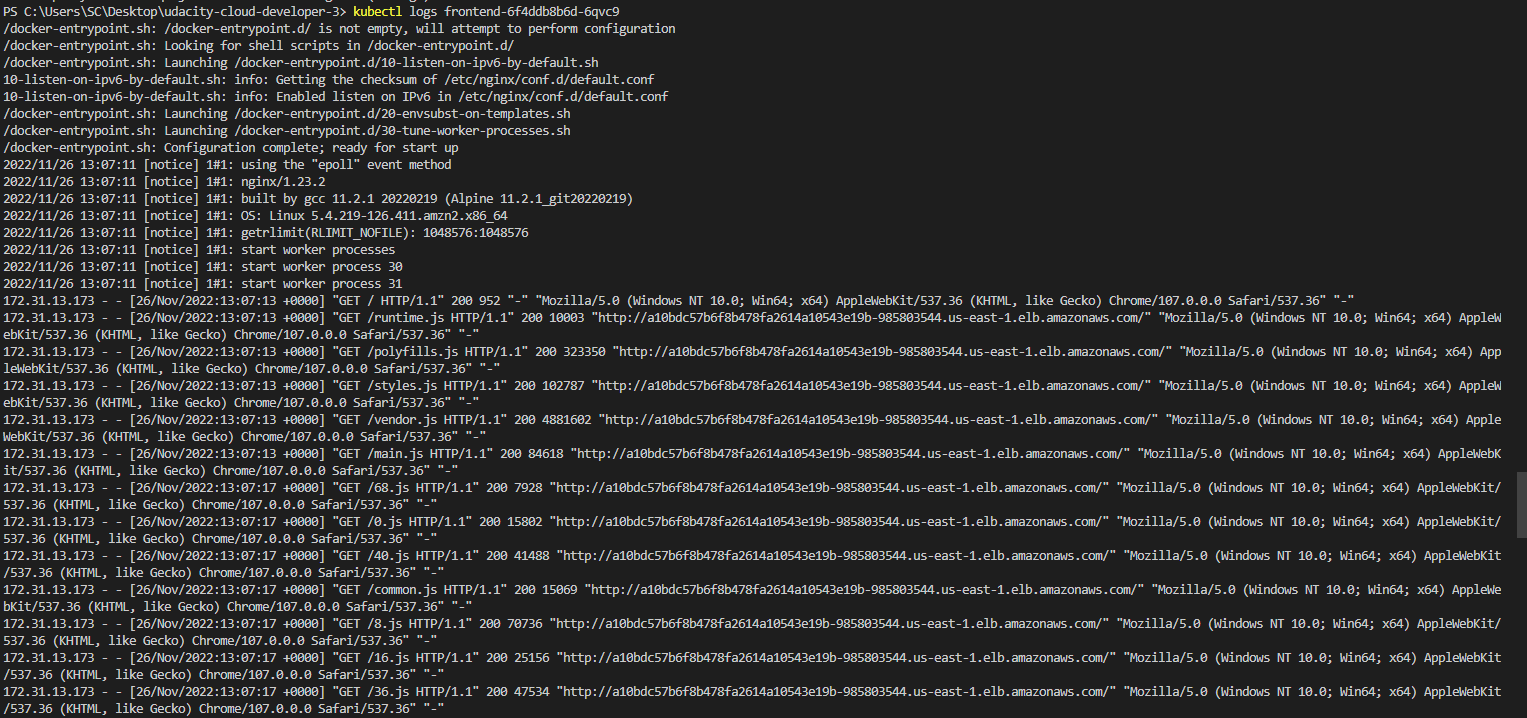 PS C:\Users\SC\Desktop\udacity-cloud-developer-3> kubectl logs frontend-6f4ddb8b6d-6qvc9
/docker-entrypoint.sh: /docker-entrypoint.d/ is not empty, will attempt to perform configuration
/docker-entrypoint.sh: Looking for shell scripts in /docker-entrypoint.d/
/docker-entrypoint.sh: Launching /docker-entrypoint.d/10-listen-on-ipv6-by-default.sh
10-listen-on-ipv6-by-default.sh: info: Getting the checksum of /etc/nginx/conf.d/default.conf
10-listen-on-ipv6-by-default.sh: info: Enabled listen on IPv6 in /etc/nginx/conf.d/default.conf
/docker-entrypoint.sh: Launching /docker-entrypoint.d/20-envsubst-on-templates.sh
/docker-entrypoint.sh: Launching /docker-entrypoint.d/30-tune-worker-processes.sh
/docker-entrypoint.sh: Configuration complete; ready for start up
2022/11/26 13:07:11 [notice] 1#1: using the "epoll" event method
2022/11/26 13:07:11 [notice] 1#1: nginx/1.23.2
2022/11/26 13:07:11 [notice] 1#1: built by gcc 11.2.1 20220219 (Alpine 11.2.1_git20220219)
2022/11/26 13:07:11 [notice] 1#1: OS: Linux 5.4.219-126.411.amzn2.x86_64
2022/11/26 13:07:11 [notice] 1#1: getrlimit(RLIMIT_NOFILE): 1048576:1048576
2022/11/26 13:07:11 [notice] 1#1: start worker processes
2022/11/26 13:07:11 [notice] 1#1: start worker process 30
2022/11/26 13:07:11 [notice] 1#1: start worker process 31
172.31.13.173 - - [26/Nov/2022:13:07:13 +0000] "GET / HTTP/1.1" 200 952 "-" "Mozilla/5.0 (Windows NT 10.0; Win64; x64) AppleWebKit/537.36 (KHTML, like Gecko) Chrome/107.0.0.0 Safari/537.36" "-"
172.31.13.173 - - [26/Nov/2022:13:07:13 +0000] "GET /runtime.js HTTP/1.1" 200 10003 "http://a10bdc57b6f8b478fa2614a10543e19b-985803544.us-east-1.elb.amazonaws.com/" "Mozilla/5.0 (Windows NT 10.0; Win64; x64) AppleW
ebKit/537.36 (KHTML, like Gecko) Chrome/107.0.0.0 Safari/537.36" "-"
172.31.13.173 - - [26/Nov/2022:13:07:13 +0000] "GET /polyfills.js HTTP/1.1" 200 323350 "http://a10bdc57b6f8b478fa2614a10543e19b-985803544.us-east-1.elb.amazonaws.com/" "Mozilla/5.0 (Windows NT 10.0; Win64; x64) App
leWebKit/537.36 (KHTML, like Gecko) Chrome/107.0.0.0 Safari/537.36" "-"
172.31.13.173 - - [26/Nov/2022:13:07:13 +0000] "GET /styles.js HTTP/1.1" 200 102787 "http://a10bdc57b6f8b478fa2614a10543e19b-985803544.us-east-1.elb.amazonaws.com/" "Mozilla/5.0 (Windows NT 10.0; Win64; x64) AppleW
ebKit/537.36 (KHTML, like Gecko) Chrome/107.0.0.0 Safari/537.36" "-"
172.31.13.173 - - [26/Nov/2022:13:07:13 +0000] "GET /vendor.js HTTP/1.1" 200 4881602 "http://a10bdc57b6f8b478fa2614a10543e19b-985803544.us-east-1.elb.amazonaws.com/" "Mozilla/5.0 (Windows NT 10.0; Win64; x64) Apple
WebKit/537.36 (KHTML, like Gecko) Chrome/107.0.0.0 Safari/537.36" "-"
172.31.13.173 - - [26/Nov/2022:13:07:13 +0000] "GET /main.js HTTP/1.1" 200 84618 "http://a10bdc57b6f8b478fa2614a10543e19b-985803544.us-east-1.elb.amazonaws.com/" "Mozilla/5.0 (Windows NT 10.0; Win64; x64) AppleWebK
it/537.36 (KHTML, like Gecko) Chrome/107.0.0.0 Safari/537.36" "-"
172.31.13.173 - - [26/Nov/2022:13:07:17 +0000] "GET /68.js HTTP/1.1" 200 7928 "http://a10bdc57b6f8b478fa2614a10543e19b-985803544.us-east-1.elb.amazonaws.com/" "Mozilla/5.0 (Windows NT 10.0; Win64; x64) AppleWebKit/
537.36 (KHTML, like Gecko) Chrome/107.0.0.0 Safari/537.36" "-"
172.31.13.173 - - [26/Nov/2022:13:07:17 +0000] "GET /0.js HTTP/1.1" 200 15802 "http://a10bdc57b6f8b478fa2614a10543e19b-985803544.us-east-1.elb.amazonaws.com/" "Mozilla/5.0 (Windows NT 10.0; Win64; x64) AppleWebKit/
537.36 (KHTML, like Gecko) Chrome/107.0.0.0 Safari/537.36" "-"
172.31.13.173 - - [26/Nov/2022:13:07:17 +0000] "GET /40.js HTTP/1.1" 200 41488 "http://a10bdc57b6f8b478fa2614a10543e19b-985803544.us-east-1.elb.amazonaws.com/" "Mozilla/5.0 (Windows NT 10.0; Win64; x64) AppleWebKit
/537.36 (KHTML, like Gecko) Chrome/107.0.0.0 Safari/537.36" "-"
172.31.13.173 - - [26/Nov/2022:13:07:17 +0000] "GET /common.js HTTP/1.1" 200 15069 "http://a10bdc57b6f8b478fa2614a10543e19b-985803544.us-east-1.elb.amazonaws.com/" "Mozilla/5.0 (Windows NT 10.0; Win64; x64) AppleWe
bKit/537.36 (KHTML, like Gecko) Chrome/107.0.0.0 Safari/537.36" "-"
172.31.13.173 - - [26/Nov/2022:13:07:17 +0000] "GET /8.js HTTP/1.1" 200 70736 "http://a10bdc57b6f8b478fa2614a10543e19b-985803544.us-east-1.elb.amazonaws.com/" "Mozilla/5.0 (Windows NT 10.0; Win64; x64) AppleWebKit/
537.36 (KHTML, like Gecko) Chrome/107.0.0.0 Safari/537.36" "-"
172.31.13.173 - - [26/Nov/2022:13:07:17 +0000] "GET /16.js HTTP/1.1" 200 25156 "http://a10bdc57b6f8b478fa2614a10543e19b-985803544.us-east-1.elb.amazonaws.com/" "Mozilla/5.0 (Windows NT 10.0; Win64; x64) AppleWebKit
/537.36 (KHTML, like Gecko) Chrome/107.0.0.0 Safari/537.36" "-"
172.31.13.173 - - [26/Nov/2022:13:07:17 +0000] "GET /36.js HTTP/1.1" 200 47534 "http://a10bdc57b6f8b478fa2614a10543e19b-985803544.us-east-1.elb.amazonaws.com/" "Mozilla/5.0 (Windows NT 10.0; Win64; x64) AppleWebKit
/537.36 (KHTML, like Gecko) Chrome/107.0.0.0 Safari/537.36" "-"